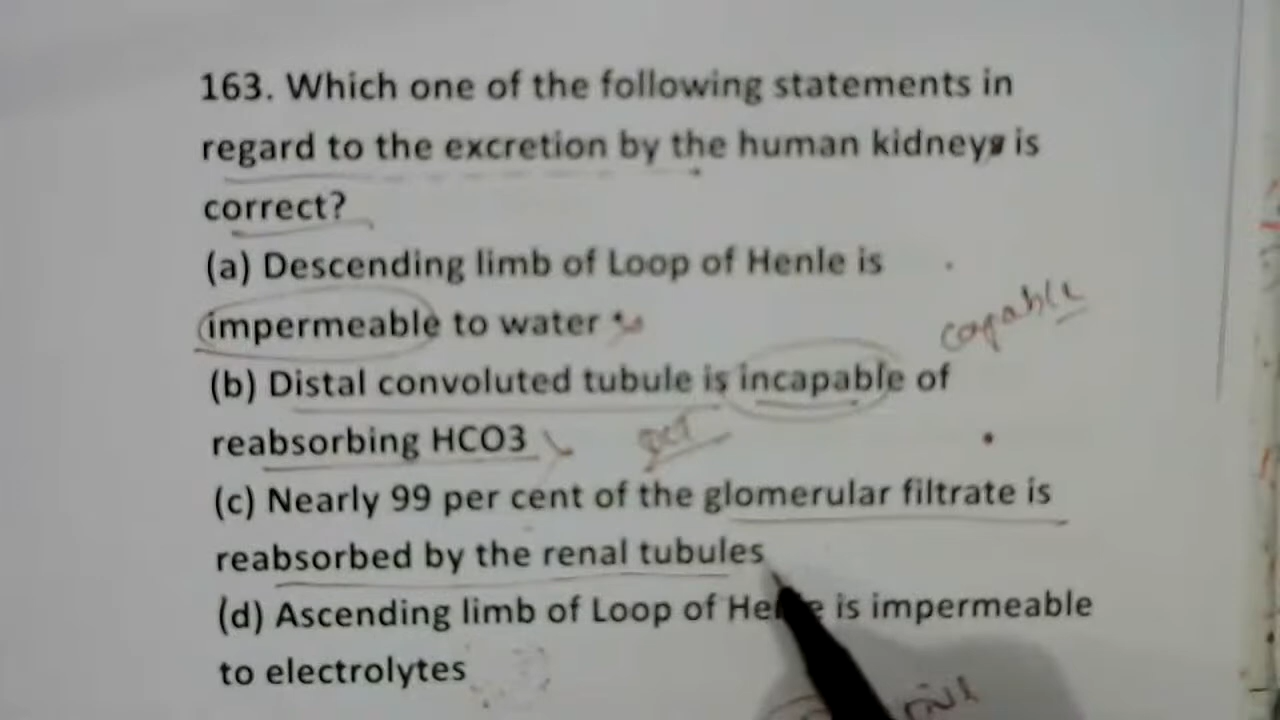 163. Which one of the following statements in
regard to the excretion by the human kidneys is
correct?
(a) Descending limb of Loop of Henle is
impermeable to water
capable
(b) Distal convoluted tubule is incapable of
reabsorbing HCO3
(c) Nearly 99 per cent of the glomerular filtrate is
reabsorbed by the renal tubules
(d) Ascending limb of Loop of Henle is impermeable
to electrolytes